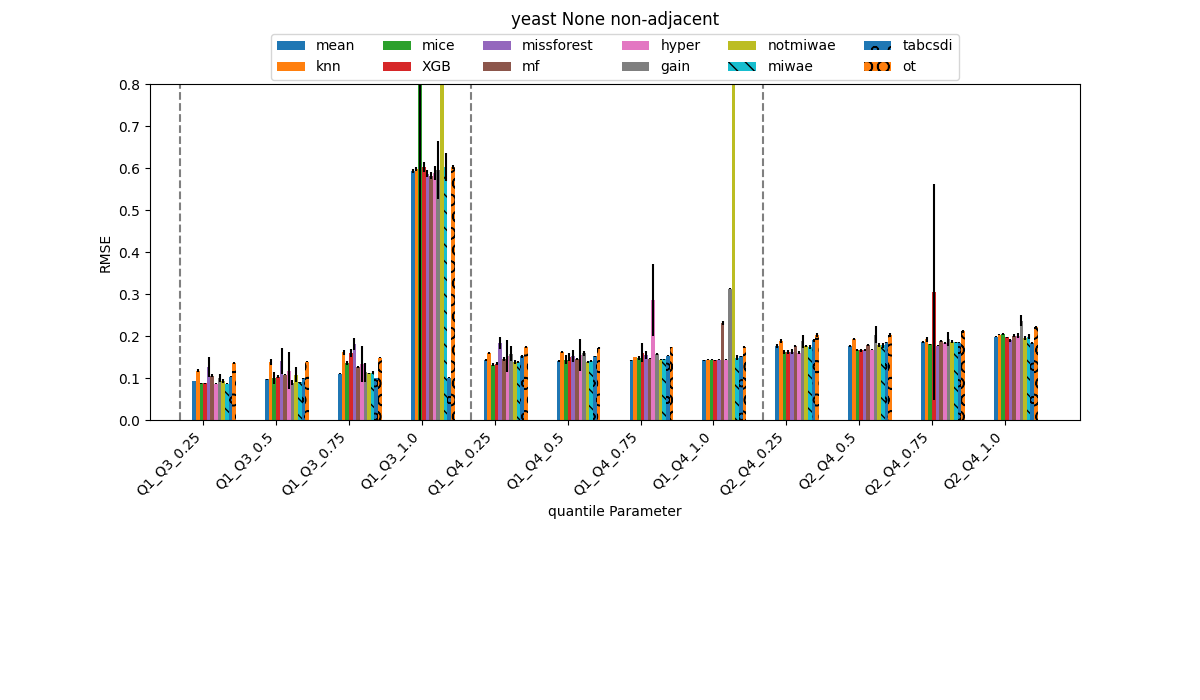 yeast None non-adjacent
mean mice missforest hyper notmiwae tabcsdi
knn XGB mf gain miwae ot
0.8
0.7
0.6
0.5
0.4
0.3
0.2
0.1
0.0
RMSE
Q1_Q3_0.25 Q1_Q3_0.5 Q1_Q3_0.75 Q1_Q3_1.0 Q1_Q4_0.25 Q1_Q4_0.5 Q1_Q4_0.75 Q1_Q4_1.0 Q2_Q4_0.25 Q2_Q4_0.5 Q2_Q4_0.75 Q2_Q4_1.0
quantile Parameter